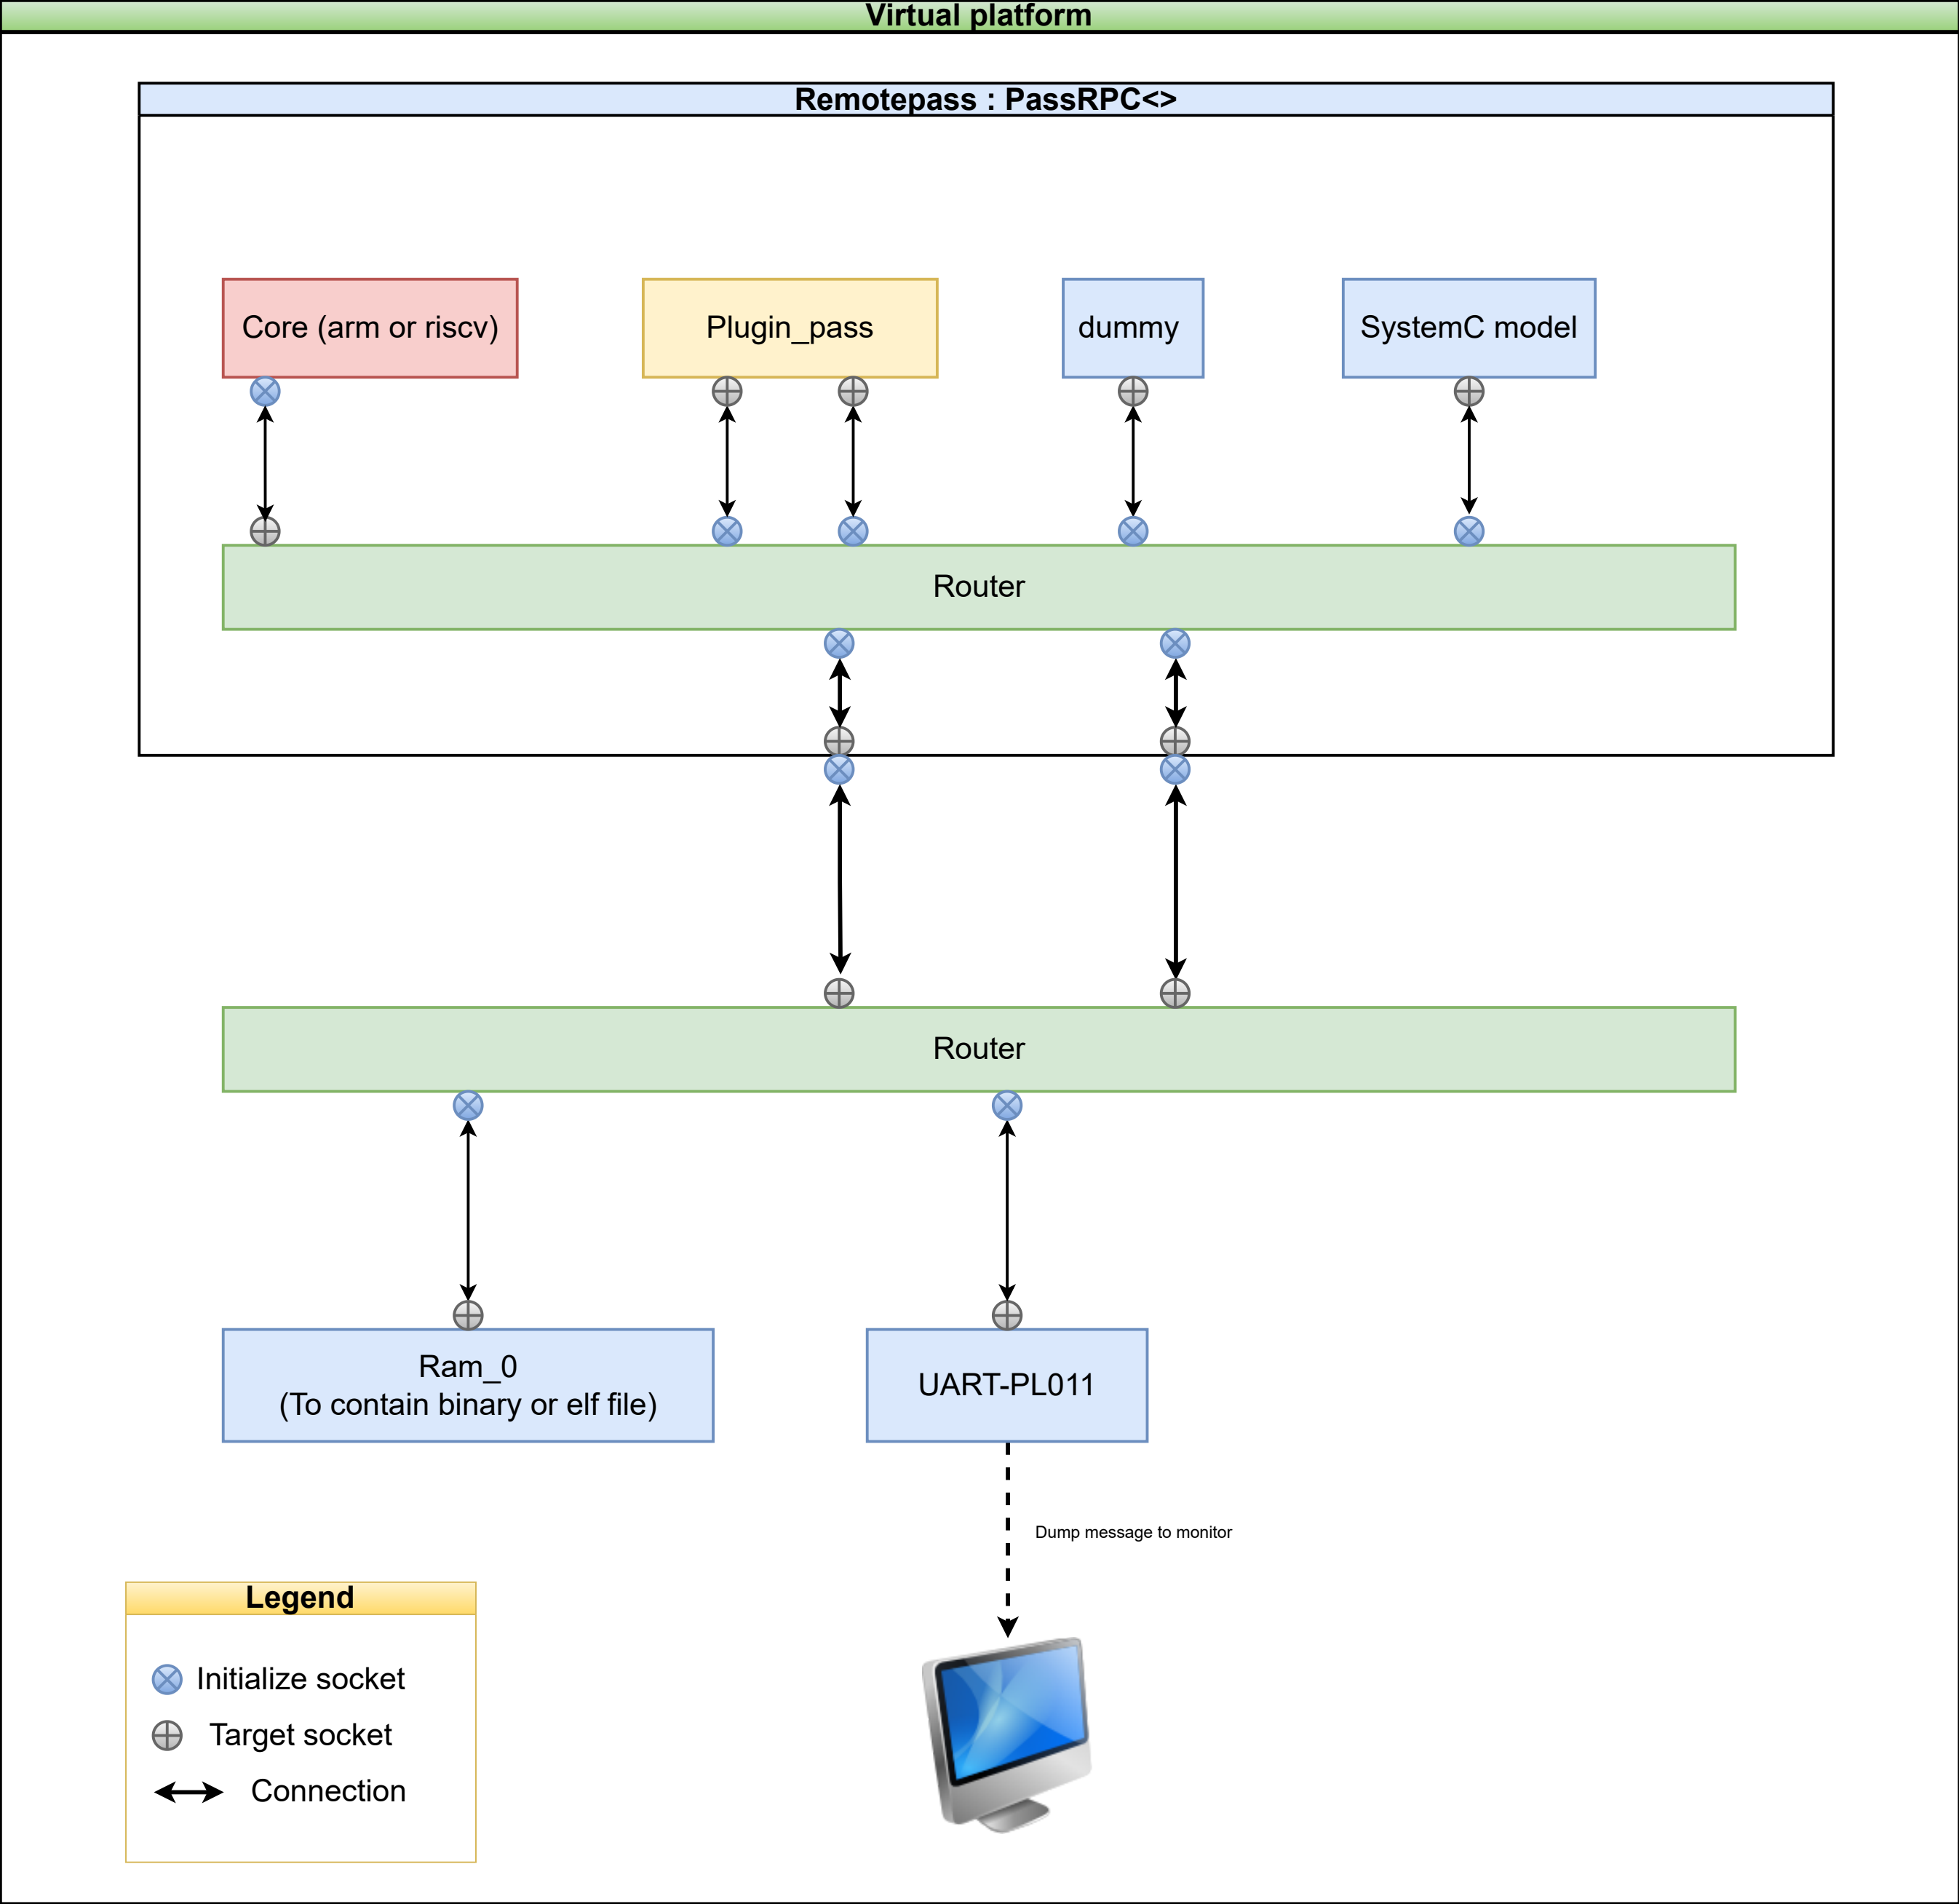 Virtual platform
Remotepass : PassRPC<>
Core (arm or riscv)
Plugin_pass
dummy
SystemC model
Router
Router
Ram_0
(To contain binary or elf file)
UART-PL011
Dump message to monitor
Legend
Initialize socket
Target socket
Connection